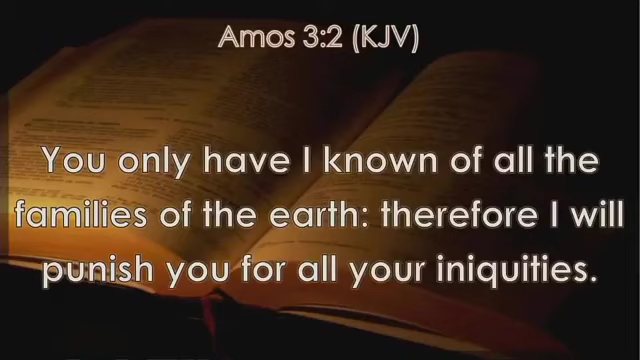 Amos 3:2 (KJV)
You only have I known of all the
families of the earth: therefore I will
punish you for all your iniquities.